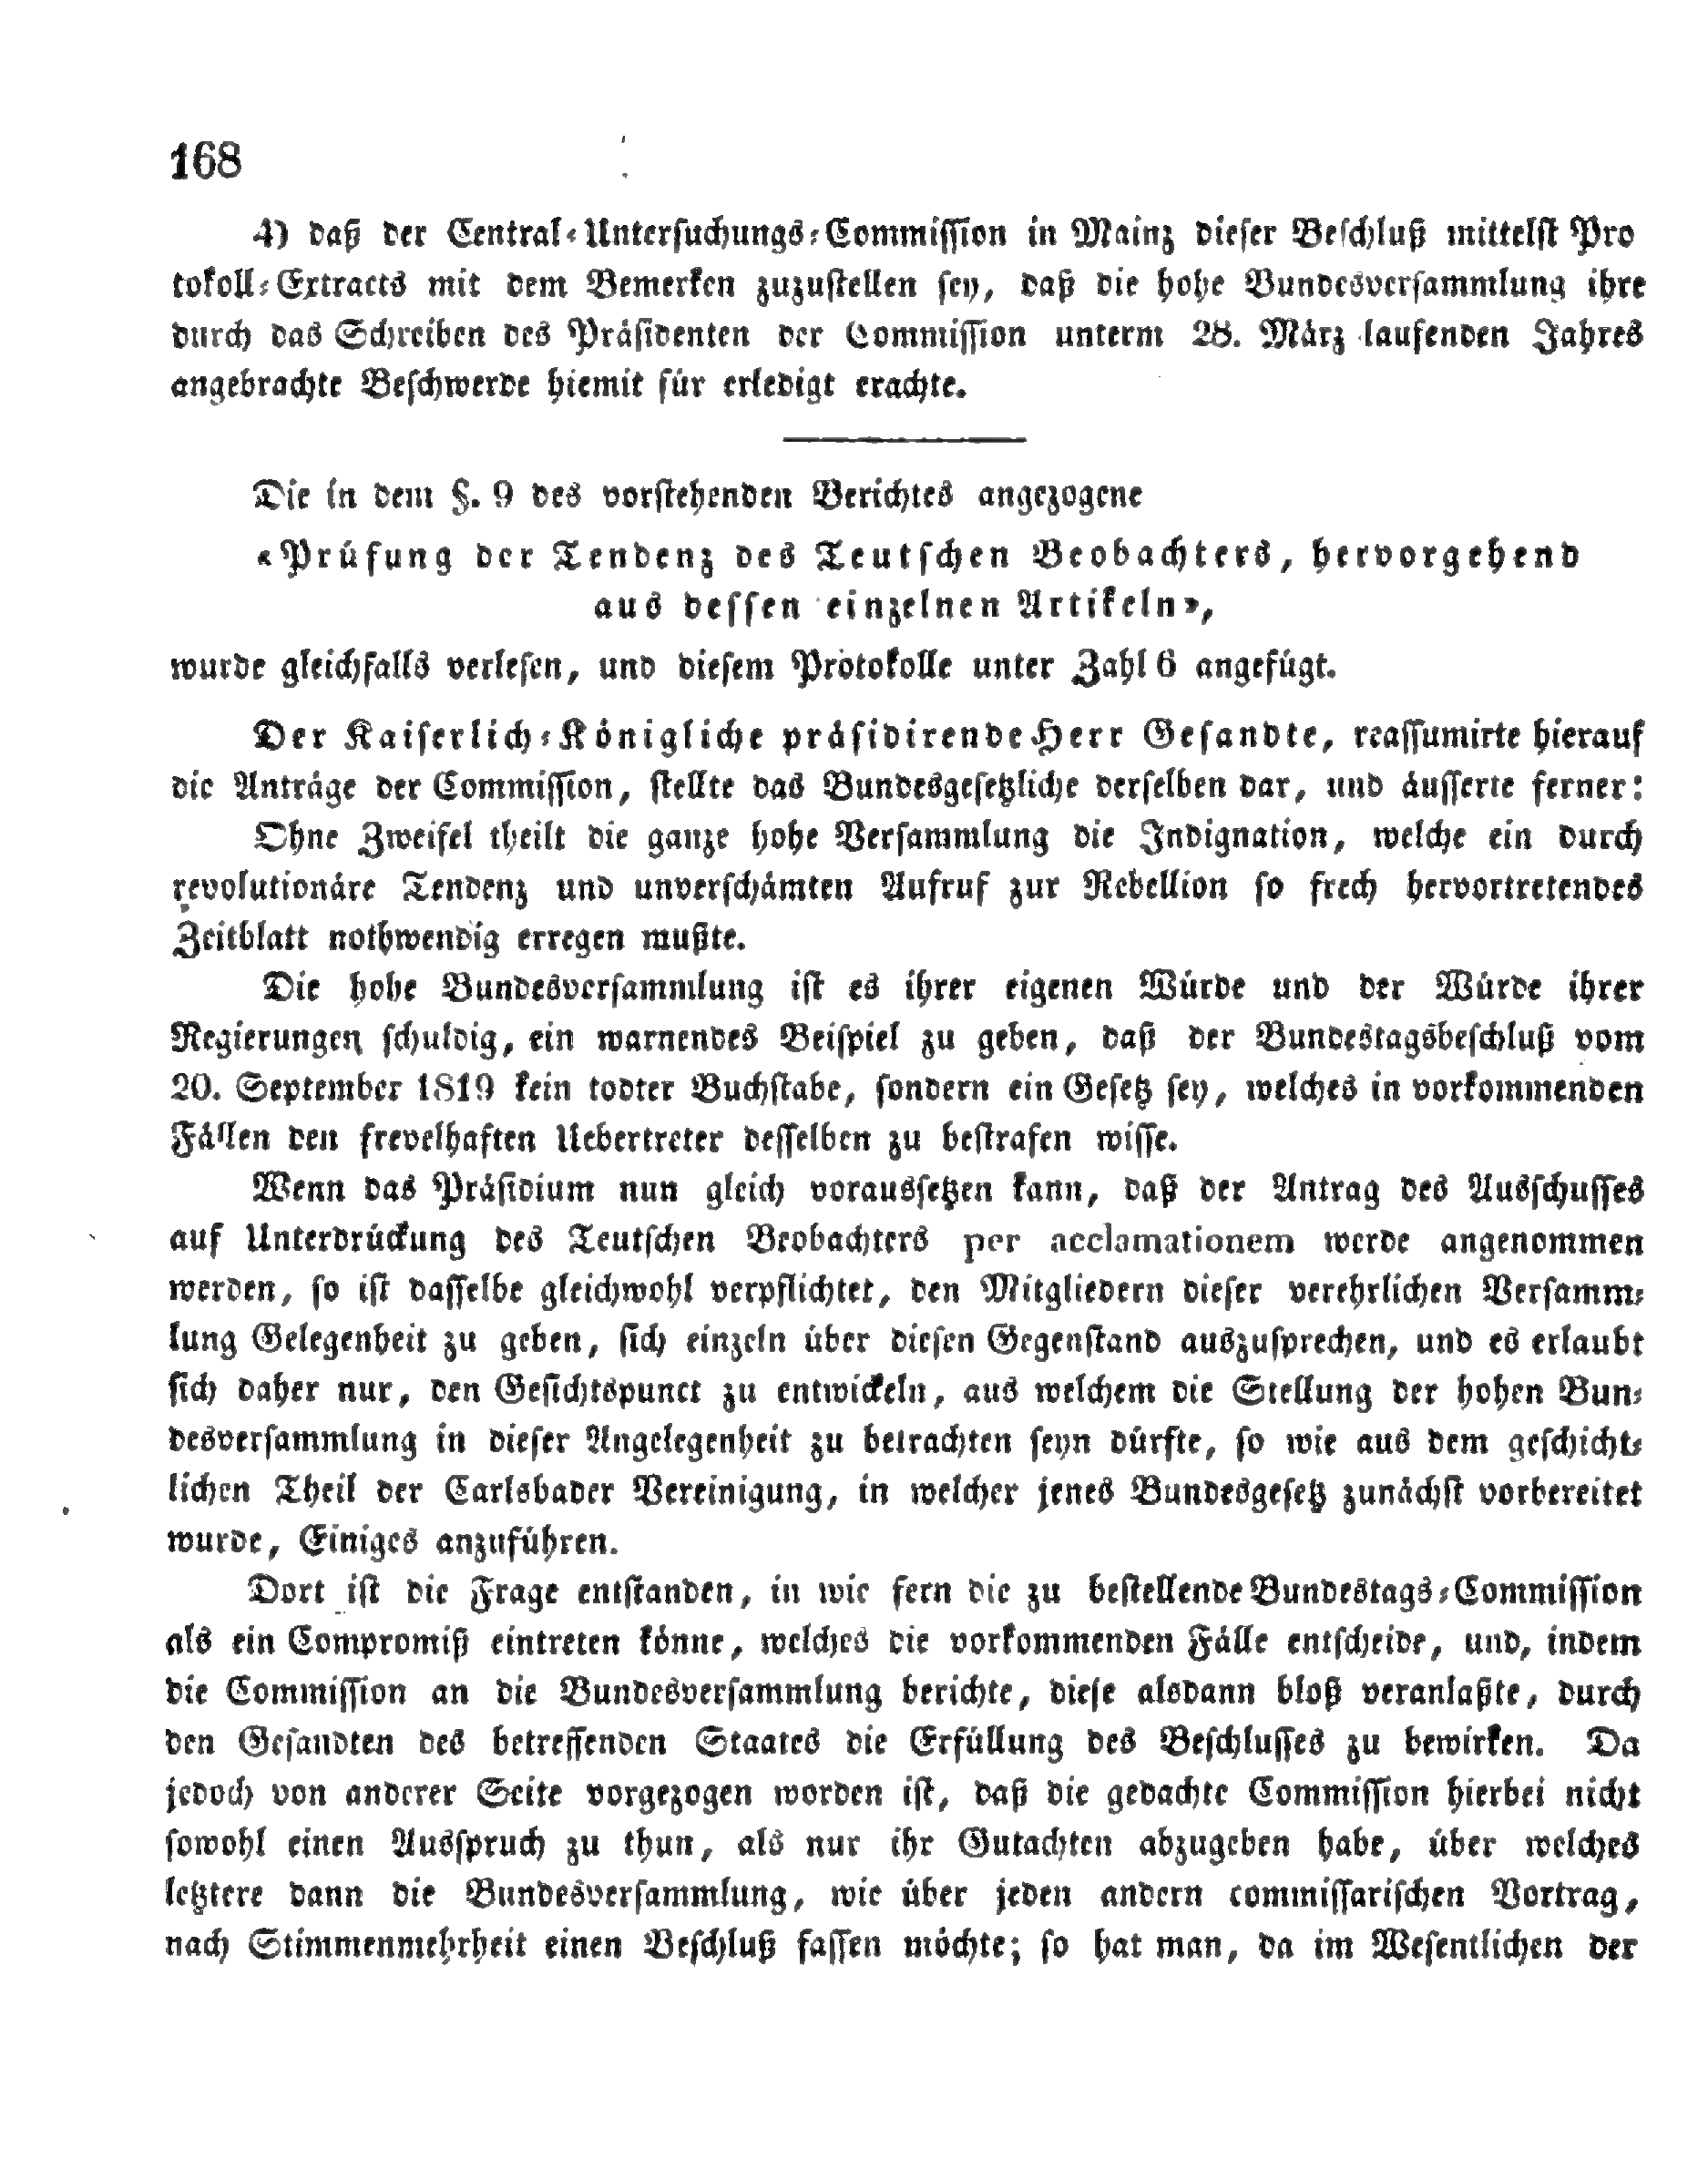 168
4) daß der Central-Untersuchungs-Commission in Mainz dieser Beschluß mittelst Pro
tokoll-Extracts mit dem Bemerken zuzustellen sey, daß die hohe Bundesversammlung ihre
durch das Schreiben des Präsidenten der Commission unterm 28. März laufenden Jahres
angebrachte Beschwerde hiemit für erledigt erachte.
Die in dem §. 9 des vorstehenden Berichtes angezogene
«Prüfung der Tendenz des Teutschen Beobachters, hervorgehend
aus dessen einzelnen Artikeln»,
wurde gleichfalls verlesen, und diesem Protokolle unter Zahl 6 angefügt.
Der Kaiserlich-Königliche präsidirende Herr Gesandte, reassumirte hierauf
die Anträge der Commission, stellte das Bundesgesetzliche derselben dar, und äusserte ferner:
Ohne Zweifel theilt die ganze hohe Versammlung die Indignation, welche ein durch
revolutionäre Tendenz und unverschämten Aufruf zur Rebellion so frech hervortretendes
Zeitblatt nothwendig erregen mußte.
Die hohe Bundesversammlung ist es ihrer eigenen Würde und der Würde ihrer
Regierungen schuldig, ein warnendes Beispiel zu geben, daß der Bundestagsbeschluß vom
20. September 1819 kein todter Buchstabe, sondern ein Gesetz sey, welches in vorkommenden
Fällen den frevelhaften Uebertreter desselben zu bestrafen wisse.
Wenn das Präsidium nun gleich voraussetzen kann, daß der Antrag des Ausschusses
auf Unterdrückung des Teutschen Beobachters per acclamationem werde angenommen
werden, so ist dasselbe gleichwohl verpflichtet, den Mitgliedern dieser verehrlichen Versamm-
lung Gelegenheit zu geben, sich einzeln über diesen Gegenstand auszusprechen, und es erlaubt
sich daher nur, den Gesichtspunct zu entwickeln, aus welchem die Stellung der hohen Bun-
desversammlung in dieser Angelegenheit zu betrachten seyn dürfte, so wie aus dem geschicht-
lichen Theil der Carlsbader Vereinigung, in welcher jenes Bundesgesetz zunächst vorbereitet
wurde, Einiges anzuführen.
Dort ist die Frage entstanden, in wie fern die zu bestellende Bundestags-Commission
als ein Compromiß eintreten könne, welches die vorkommenden Fälle entscheide, und, indem
die Commission an die Bundesversammlung berichte, diese alsdann bloß veranlaßte, durch
den Gesandten des betreffenden Staates die Erfüllung des Beschlusses zu bewirken. Da
jedoch von anderer Seite vorgezogen worden ist, daß die gedachte Commission hierbei nicht
sowohl einen Ausspruch zu thun, als nur ihr Gutachten abzugeben habe, über welches
letztere dann die Bundesversammlung, wie über jeden andern commissarischen Vortrag,
nach Stimmenmehrheit einen Beschluß fassen möchte; so hat man, da im Wesentlichen der